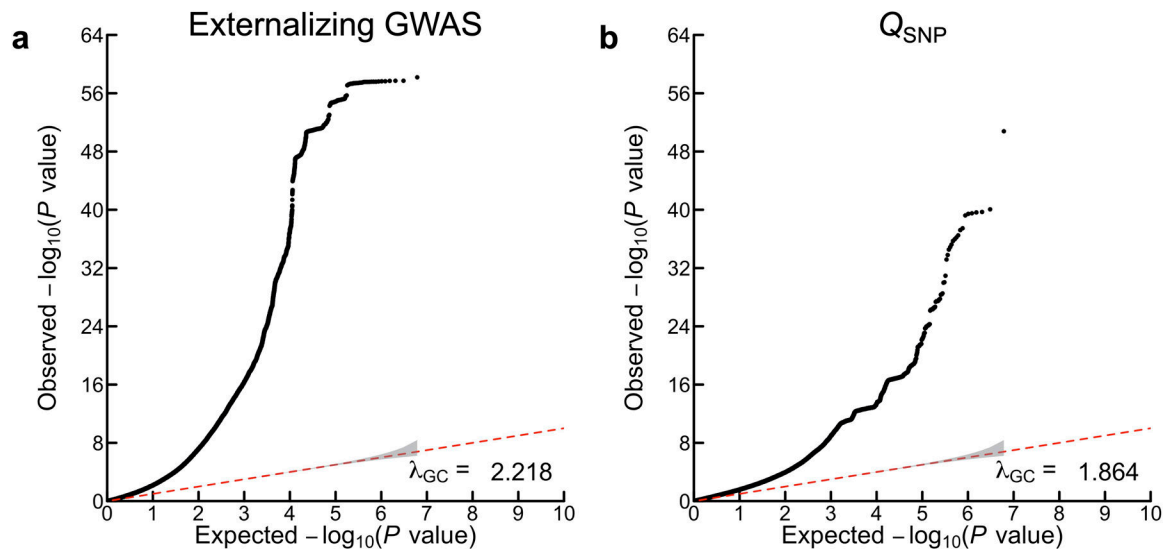 a
Externalizing GWAS
Observed −log10(P value)
64
56
48
40
32
24
16
8
0
λGC = 2.218
0 1 2 3 4 5 6 7 8 9 10
Expected −log10(P value)
b
QSNP
Observed −log10(P value)
64
56
48
40
32
24
16
8
0
λGC = 1.864
0 1 2 3 4 5 6 7 8 9 10
Expected −log10(P value)